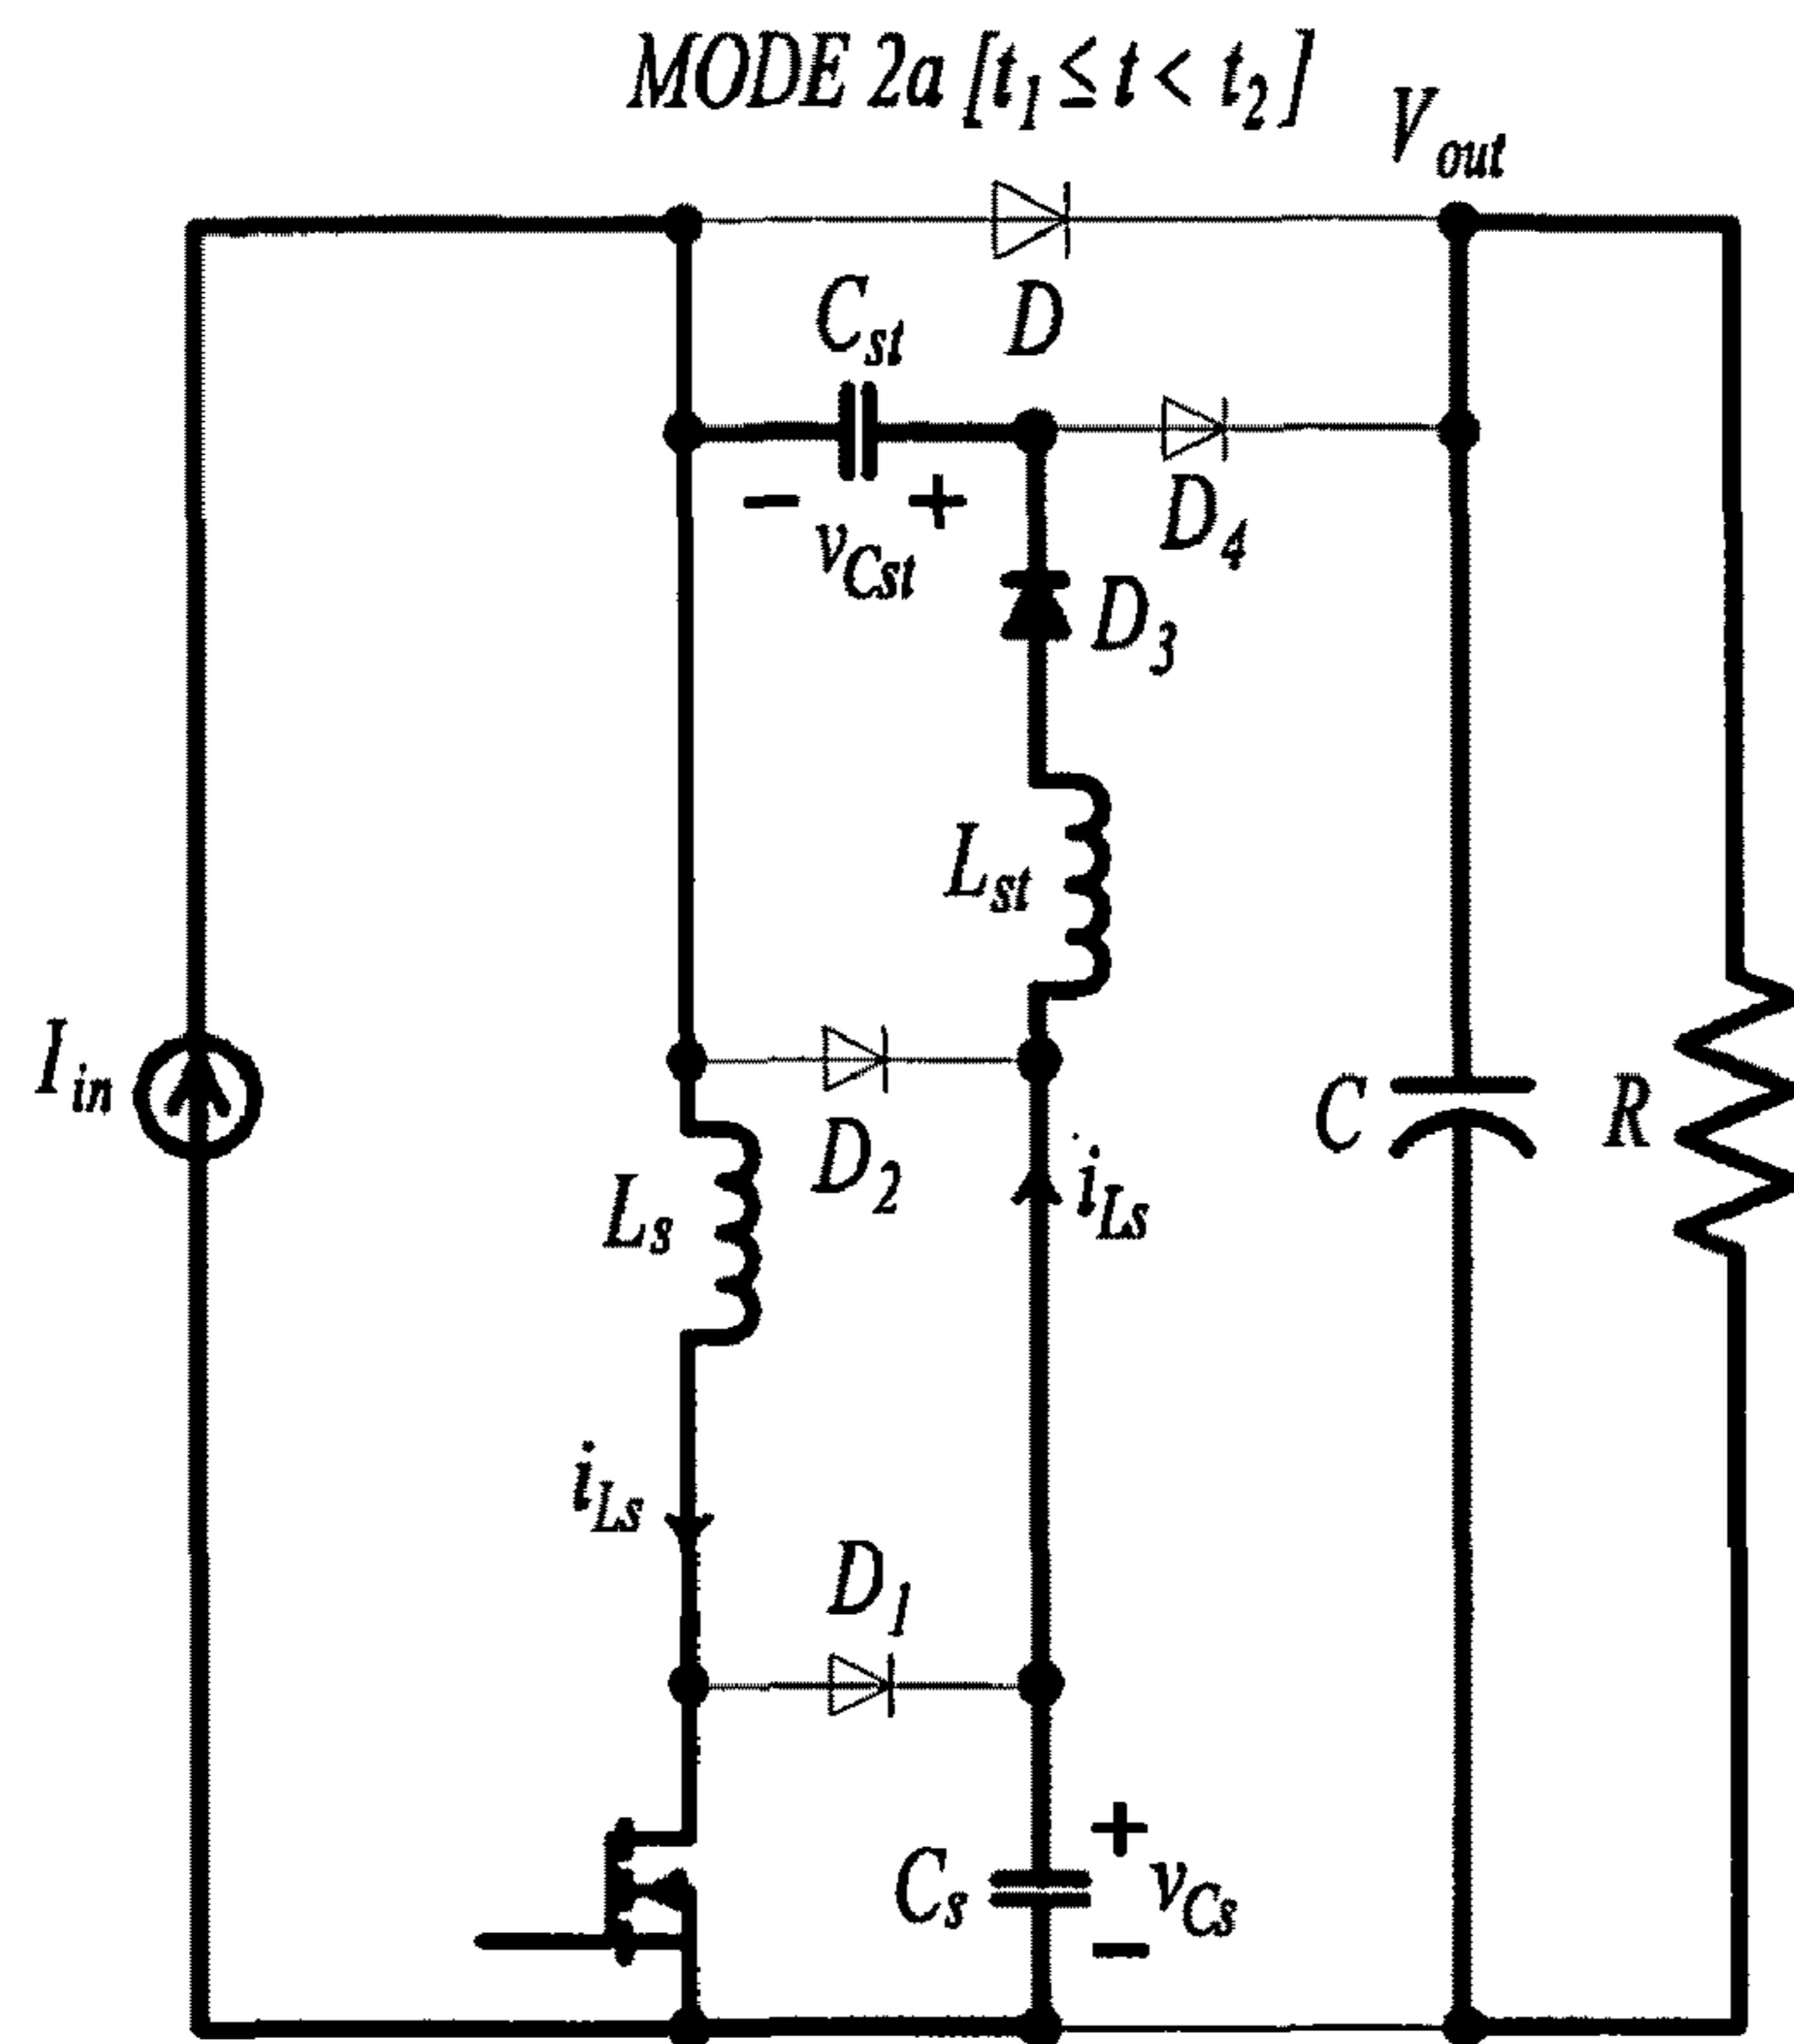 MODE 2a [t1 ≤ t < t2]
Vout
Cst
D
− vCst +
D4
D3
Lst
Iin
D2
Ls
iLs
C
R
iLs
D1
Cs
+
vCs
−